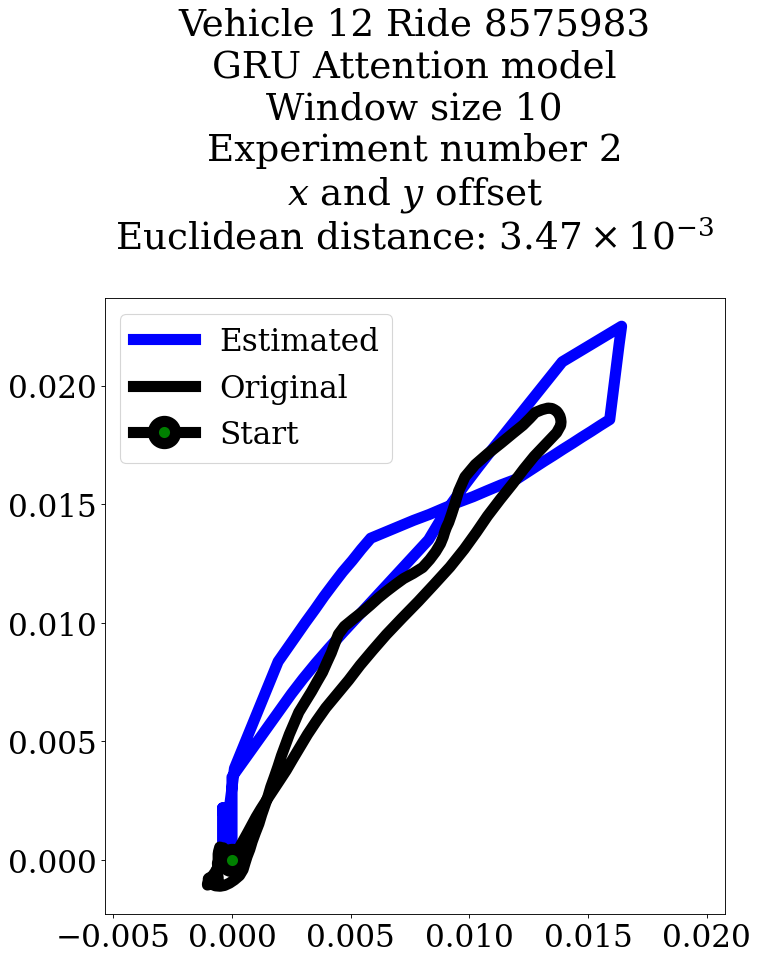 Vehicle 12 Ride 8575983
GRU Attention model
Window size 10
Experiment number 2
x and y offset
Euclidean distance: 3.47 × 10⁻³
Estimated
Original
Start
0.020
0.015
0.010
0.005
0.000
−0.005 0.000 0.005 0.010 0.015 0.020